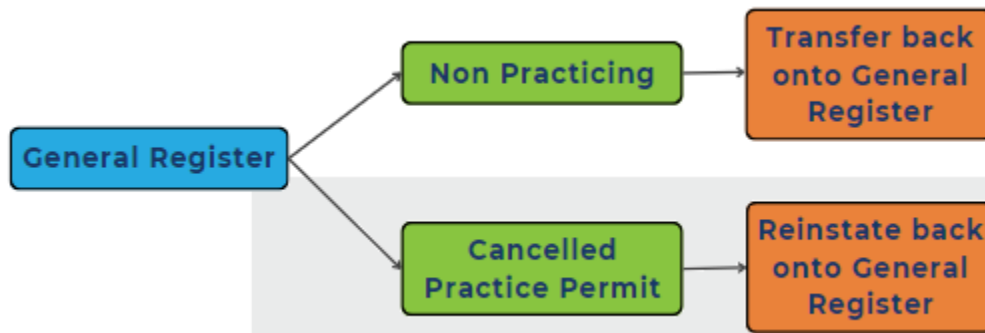 General Register
Non Practicing
Transfer back
onto General
Register
Cancelled
Practice Permit
Reinstate back
onto General
Register